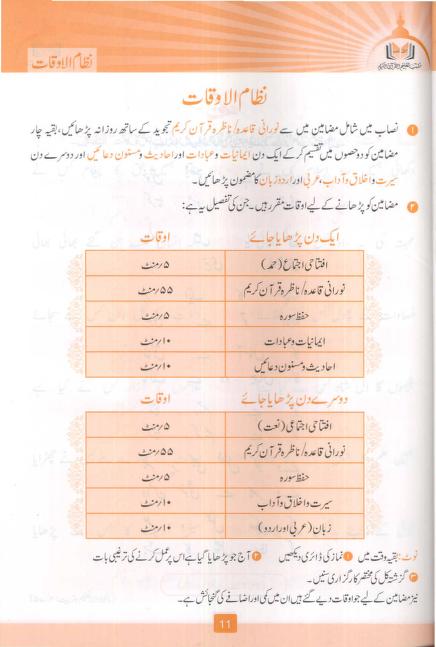 نظام الاوقات
نظام الاوقات
۱ نصاب میں شامل مضامین میں سے نورانی قاعدہ/ناظرہ قرآن کریم تجوید کے ساتھ روزانہ پڑھائیں، بقیہ چار
مضامین کو دو حصوں میں تقسیم کر کے ایک دن ایمانیات و عبادات اور احادیث و مسنون دعائیں اور دوسرے دن
سیرت و اخلاق و آداب، عربی اور اردو زبان کا مضمون پڑھائیں۔
۲ مضامین کو پڑھانے کے لیے اوقات مقرر ہیں۔ جن کی تفصیل یہ ہے:
ایک دن پڑھایا جائے اوقات
افتتاحی اجتماع (حمد) ۵ منٹ
نورانی قاعدہ/ناظرہ قرآن کریم ۵۵ منٹ
حفظ سورہ ۵ منٹ
ایمانیات و عبادات ۱۰ منٹ
احادیث و مسنون دعائیں ۱۰ منٹ
دوسرے دن پڑھایا جائے اوقات
افتتاحی اجتماعی (نعت) ۵ منٹ
نورانی قاعدہ/ناظرہ قرآن کریم ۵۵ منٹ
حفظ سورہ ۵ منٹ
سیرت و اخلاق و آداب ۱۰ منٹ
زبان (عربی اور اردو) ۱۰ منٹ
نوٹ: بقیہ وقت میں ۱ نماز کی ڈائری دیکھیں ۲ آج جو پڑھایا گیا ہے اس پر عمل کرنے کی ترغیبی بات
۳ گزشتہ کل کی مختصر کارگزاری سنیں۔
نیز مضامین کے لیے جو اوقات دیے گئے ہیں ان میں کمی اور اضافے کی گنجائش ہے۔
11